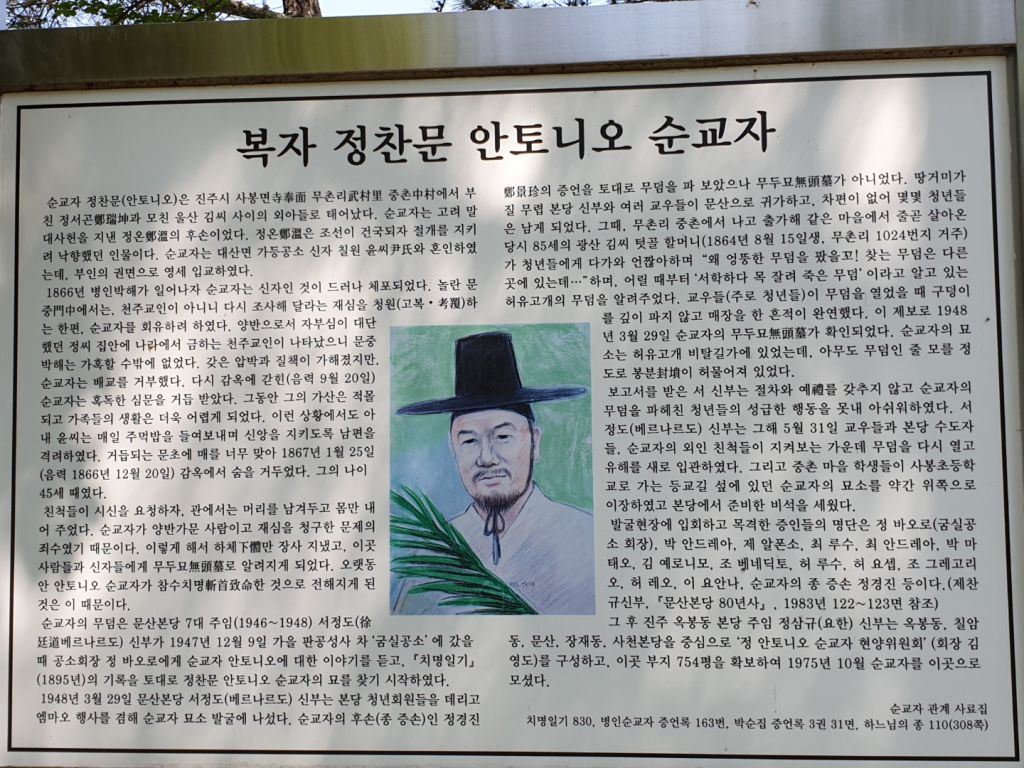 복자 정찬문 안토니오 순교자
순교자 정찬문(안토니오)은 진주시 사봉면寺奉面 무촌리武村里 중촌中村에서 부
친 정서곤鄭瑞坤과 모친 울산 김씨 사이의 외아들로 태어났다. 순교자는 고려 말
대사헌을 지낸 정온鄭溫의 후손이었다. 정온鄭溫은 조선이 건국되자 절개를 지키
려 낙향했던 인물이다. 순교자는 대산면 가등공소 신자 칠원 윤씨尹氏와 혼인하였
는데, 부인의 권면으로 영세 입교하였다.
1866년 병인박해가 일어나자 순교자는 신자인 것이 드러나 체포되었다. 놀란 문
중門中에서는, 천주교인이 아니니 다시 조사해 달라는 재심을 청원(고복·考覆)하
는 한편, 순교자를 회유하려 하였다. 양반으로서 자부심이 대단
했던 정씨 집안에 나라에서 금하는 천주교인이 나타났으니 문중
박해는 가혹할 수밖에 없었다. 갖은 압박과 질책이 가해졌지만,
순교자는 배교를 거부했다. 다시 감옥에 갇힌(음력 9월 20일)
순교자는 혹독한 심문을 거듭 받았다. 그동안 그의 가산은 적몰
되고 가족들의 생활은 더욱 어렵게 되었다. 이런 상황에서도 아
내 윤씨는 매일 주먹밥을 들여보내며 신앙을 지키도록 남편을
격려하였다. 거듭되는 문초에 매를 너무 맞아 1867년 1월 25일
(음력 1866년 12월 20일) 감옥에서 숨을 거두었다. 그의 나이
45세 때였다.
친척들이 시신을 요청하자, 관에서는 머리를 남겨두고 몸만 내
어 주었다. 순교자가 양반가문 사람이고 재심을 청구한 문제의
죄수였기 때문이다. 이렇게 해서 하체下體만 장사 지냈고, 이곳
사람들과 신자들에게 무두묘無頭墓로 알려지게 되었다. 오랫동
안 안토니오 순교자가 참수치명斬首致命한 것으로 전해지게 된
것은 이 때문이다.
순교자의 무덤은 문산본당 7대 주임(1946~1948) 서정도(徐
廷道베르나르도) 신부가 1947년 12월 9일 가을 판공성사 차 '굼실공소'에 갔을
때 공소회장 정 바오로에게 순교자 안토니오에 대한 이야기를 듣고, 『치명일기』
(1895년)의 기록을 토대로 정찬문 안토니오 순교자의 묘를 찾기 시작하였다.
1948년 3월 29일 문산본당 서정도(베르나르도) 신부는 본당 청년회원들을 데리고
엠마오 행사를 겸해 순교자 묘소 발굴에 나섰다. 순교자의 후손(종 증손)인 정경진
鄭景珍의 증언을 토대로 무덤을 파 보았으나 무두묘無頭墓가 아니었다. 땅거미가
질 무렵 본당 신부와 여러 교우들이 문산으로 귀가하고, 차편이 없어 몇몇 청년들
은 남게 되었다. 그때, 무촌리 중촌에서 나고 출가해 같은 마을에서 줄곧 살아온
당시 85세의 광산 김씨 텃골 할머니(1864년 8월 15일생, 무촌리 1024번지 거주)
가 청년들에게 다가와 언짢아하며 "왜 엉뚱한 무덤을 팠을꼬! 찾는 무덤은 다른
곳에 있는데…"하며, 어릴 때부터 '서학하다 목 잘려 죽은 무덤'이라고 알고 있는
허유고개의 무덤을 알려주었다. 교우들(주로 청년들)이 무덤을 열었을 때 구덩이
를 깊이 파지 않고 매장을 한 흔적이 완연했다. 이 제보로 1948
년 3월 29일 순교자의 무두묘無頭墓가 확인되었다. 순교자의 묘
소는 허유고개 비탈길가에 있었는데, 아무도 무덤인 줄 모를 정
도로 봉분封墳이 허물어져 있었다.
보고서를 받은 서 신부는 절차와 예禮를 갖추지 않고 순교자의
무덤을 파헤친 청년들의 성급한 행동을 못내 아쉬워하였다. 서
정도(베르나르도) 신부는 그해 5월 31일 교우들과 본당 수도자
들, 순교자의 외인 친척들이 지켜보는 가운데 무덤을 다시 열고
유해를 새로 입관하였다. 그리고 중촌 마을 학생들이 사봉초등학
교로 가는 등교길 섶에 있던 순교자의 묘소를 약간 위쪽으로
이장하였고 본당에서 준비한 비석을 세웠다.
발굴현장에 입회하고 목격한 증인들의 명단은 정 바오로(굼실공
소 회장), 박 안드레아, 제 알폰소, 최 루수, 최 안드레아, 박 마
태오, 김 예로니모, 조 베네딕토, 허 루수, 허 요셉, 조 그레고리
오, 허 레오, 이 요안나, 순교자의 종 증손 정경진 등이다.(제찬
규신부, 『문산본당 80년사』, 1983년 122~123면 참조)
그 후 진주 옥봉동 본당 주임 정삼규(요한) 신부는 옥봉동, 칠암
동, 문산, 장재동, 사천본당을 중심으로 '정 안토니오 순교자 현양위원회'(회장 김
영도)를 구성하고, 이곳 부지 754평을 확보하여 1975년 10월 순교자를 이곳으로
모셨다.
순교자 관계 사료집
치명일기 830, 병인순교자 증언록 163번, 박순집 증언록 3권 31면, 하느님의 종 110(308쪽)